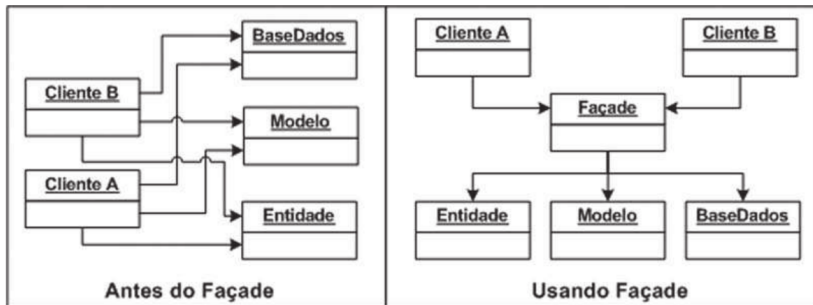 BaseDados
Cliente B
Modelo
Cliente A
Entidade
Antes do Façade
Cliente A
Cliente B
Façade
Entidade
Modelo
BaseDados
Usando Façade